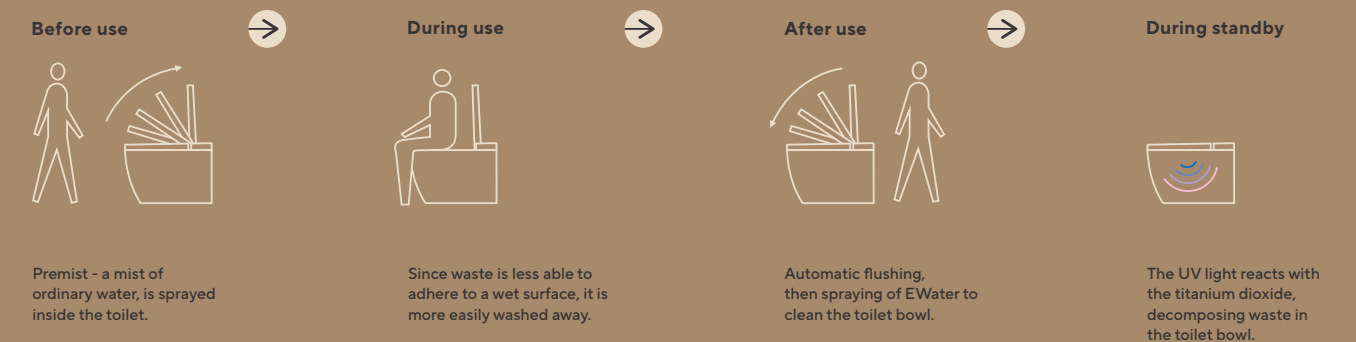 Before use
During use
After use
During standby
Premist - a mist of
ordinary water, is sprayed
inside the toilet.
Since waste is less able to
adhere to a wet surface, it is
more easily washed away.
Automatic flushing,
then spraying of EWater to
clean the toilet bowl.
The UV light reacts with
the titanium dioxide,
decomposing waste in
the toilet bowl.